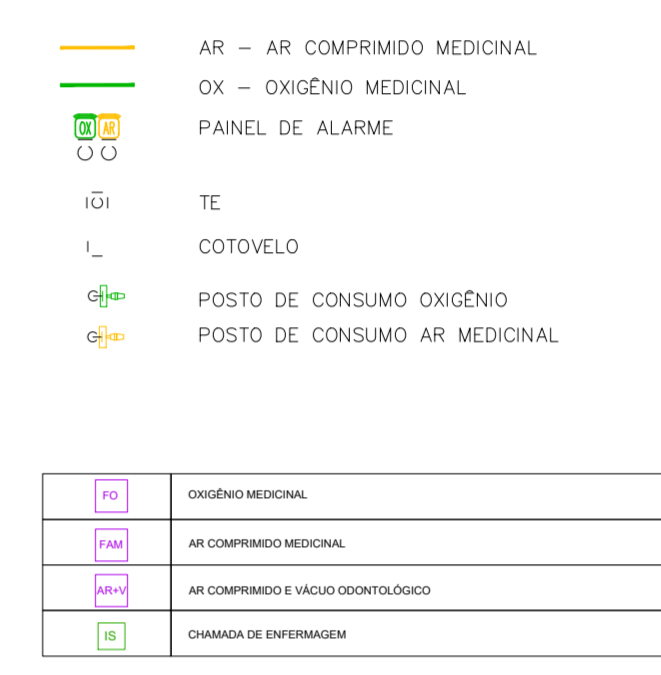 AR – AR COMPRIMIDO MEDICINAL
OX – OXIGÊNIO MEDICINAL
OX AR PAINEL DE ALARME
TE
COTOVELO
POSTO DE CONSUMO OXIGÊNIO
POSTO DE CONSUMO AR MEDICINAL
FO OXIGÊNIO MEDICINAL
FAM AR COMPRIMIDO MEDICINAL
AR+V AR COMPRIMIDO E VÁCUO ODONTOLÓGICO
IS CHAMADA DE ENFERMAGEM